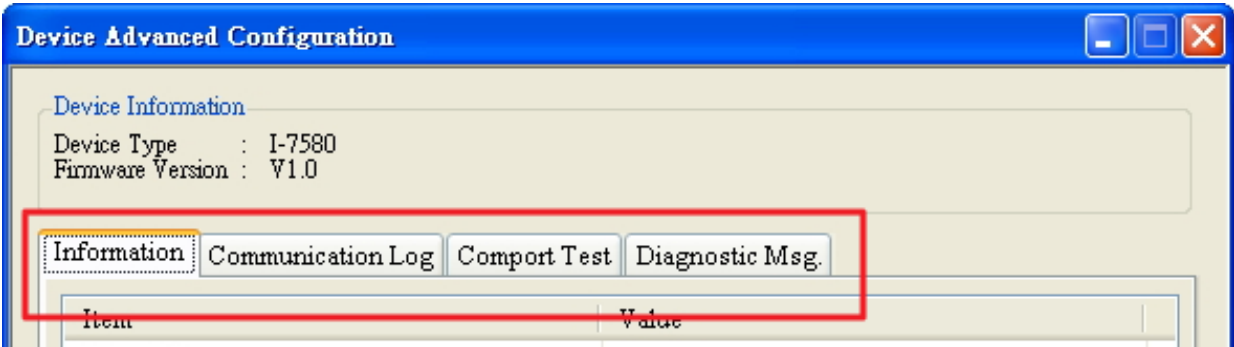 Device Advanced Configuration
Device Information
Device Type : I-7580
Firmware Version : V1.0
Information Communication Log Comport Test Diagnostic Msg.
Item Value